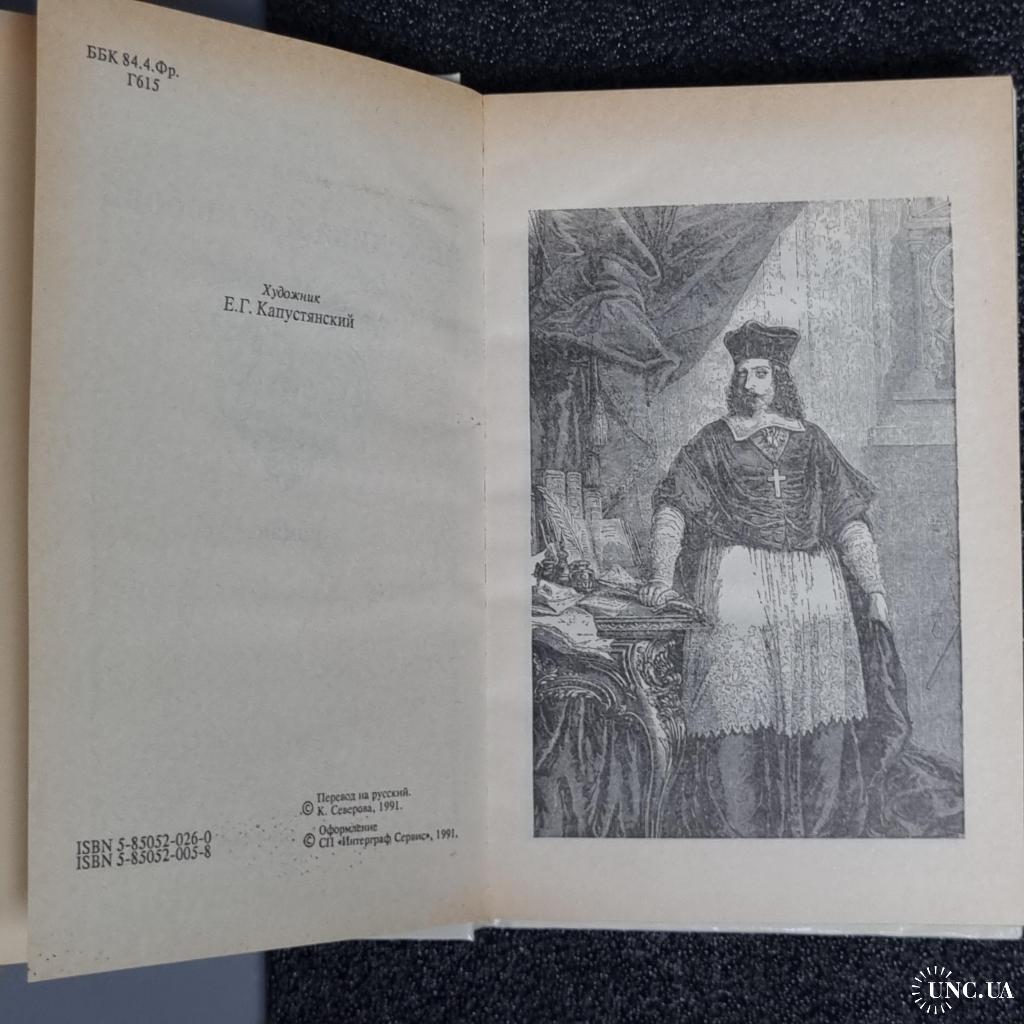 ББК 84.4.Фр.
Г615
Художник
Е.Г. Капустянский
© Перевод на русский.
К. Северова, 1991.
© Оформление
СП «Интерграф Сервис», 1991.
ISBN 5-85052-026-0
ISBN 5-85052-005-8
UNC.UA